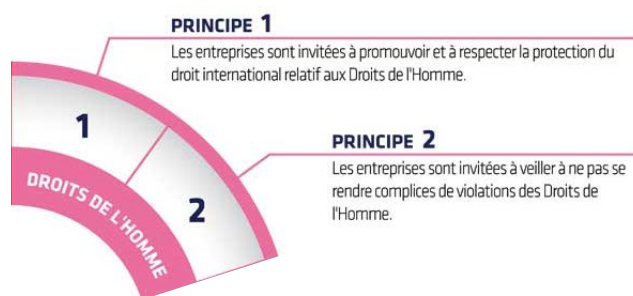 PRINCIPE 1
Les entreprises sont invitées à promouvoir et à respecter la protection du
droit international relatif aux Droits de l'Homme.
1
PRINCIPE 2
Les entreprises sont invitées à veiller à ne pas se
rendre complices de violations des Droits de
l'Homme.
2
DROITS DE L'HOMME